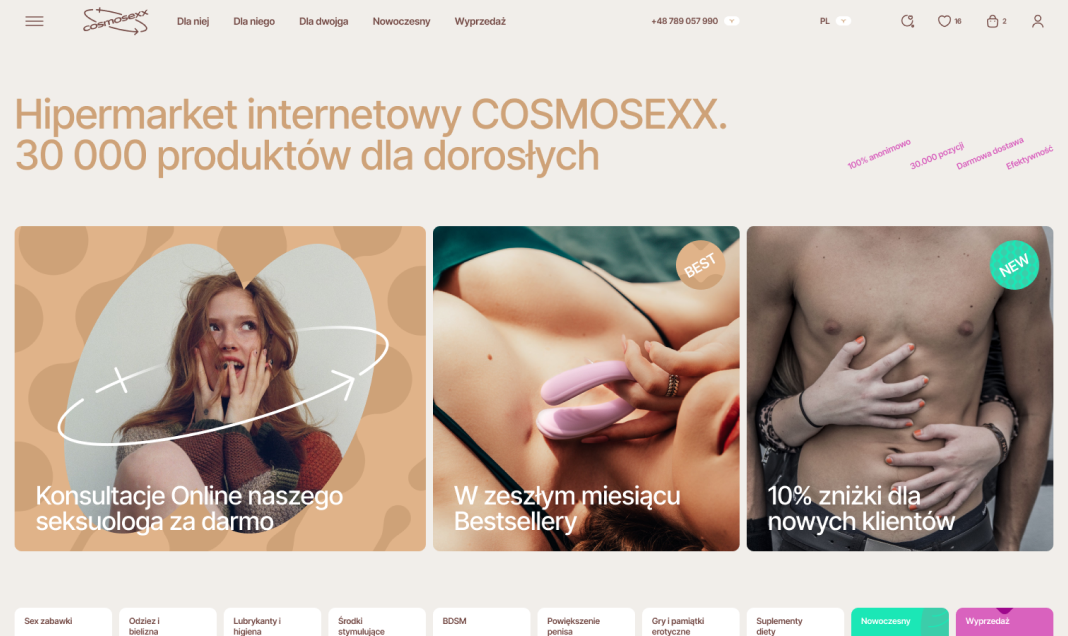 cosmosexx
Dla niej
Dla niego
Dla dwojga
Nowoczesny
Wyprzedaż
+48 789 057 990
PL
16
2
Hipermarket internetowy COSMOSEXX.
30 000 produktów dla dorosłych
100% anonimowo
30.000 pozycji
Darmowa dostawa
Efektywność
Konsultacje Online naszego
seksuologa za darmo
BEST
W zeszłym miesiącu
Bestsellery
NEW
10% zniżki dla
nowych klientów
Sex zabawki
Odziez i
bielizna
Lubrykanty i
higiena
Środki
stymulujące
BDSM
Powiększenie
penisa
Gry i pamiątki
erotyczne
Suplementy
diety
Nowoczesny
Wyprzedaż